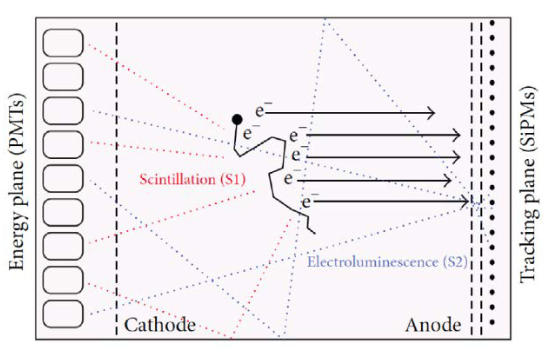 Energy plane (PMTs)
e⁻
e⁻
e⁻
e⁻
Scintillation (S1)
e⁻
e⁻
Electroluminescence (S2)
Cathode
Anode
Tracking plane (SiPMs)